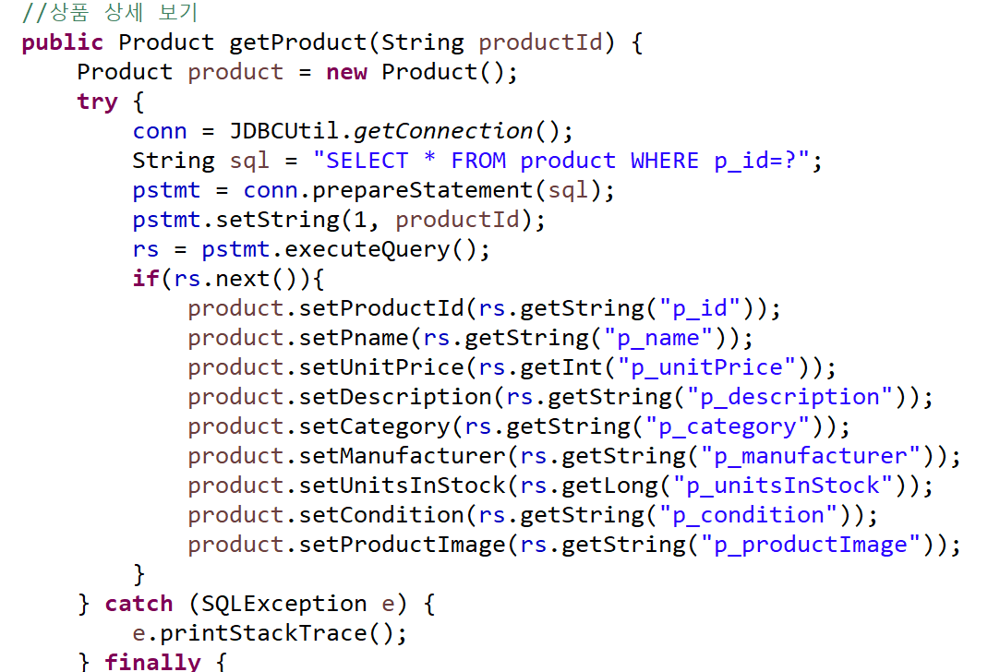 //상품 상세 보기
public Product getProduct(String productId) {
    Product product = new Product();
    try {
        conn = JDBCUtil.getConnection();
        String sql = "SELECT * FROM product WHERE p_id=?";
        pstmt = conn.prepareStatement(sql);
        pstmt.setString(1, productId);
        rs = pstmt.executeQuery();
        if(rs.next()){
            product.setProductId(rs.getString("p_id"));
            product.setPname(rs.getString("p_name"));
            product.setUnitPrice(rs.getInt("p_unitPrice"));
            product.setDescription(rs.getString("p_description"));
            product.setCategory(rs.getString("p_category"));
            product.setManufacturer(rs.getString("p_manufacturer"));
            product.setUnitsInStock(rs.getLong("p_unitsInStock"));
            product.setCondition(rs.getString("p_condition"));
            product.setProductImage(rs.getString("p_productImage"));
        }
    } catch (SQLException e) {
        e.printStackTrace();
    } finally {